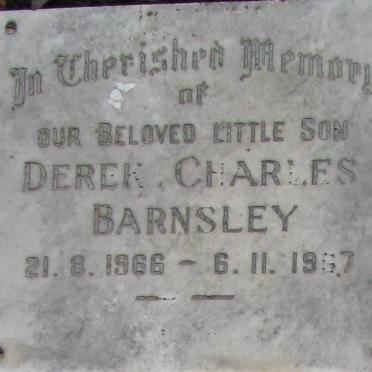 In Cherished Memory
of
OUR BELOVED LITTLE SON
DEREK CHARLES
BARNSLEY
21. 8. 1966 – 6. 11. 1967